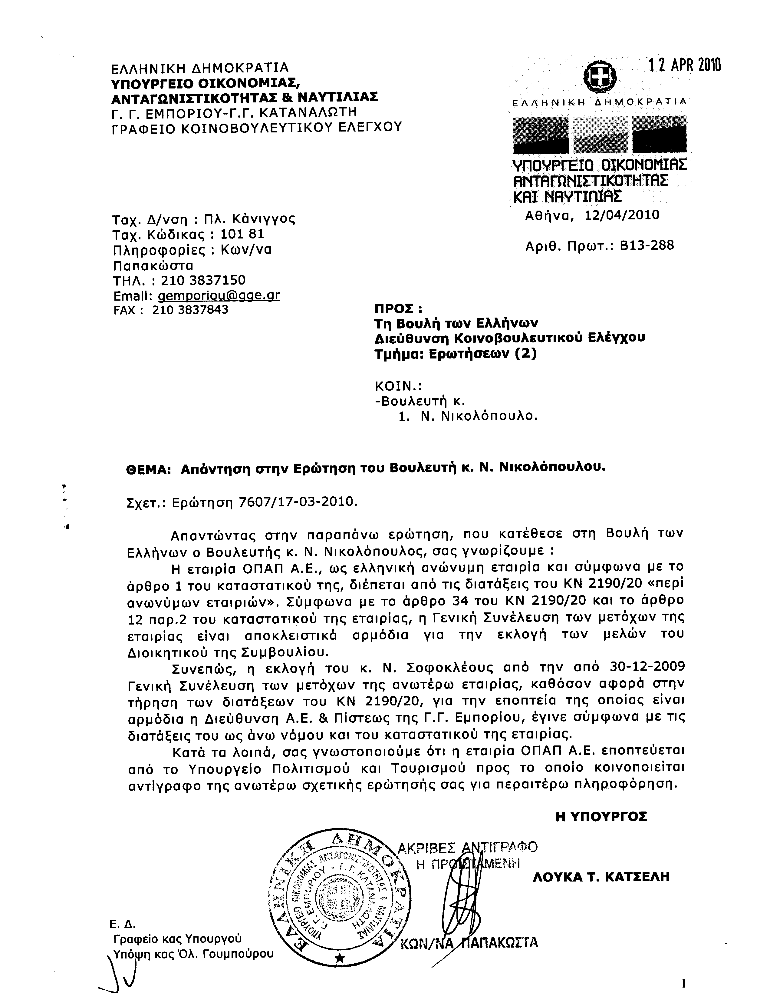 12 APR 2010
ΕΛΛΗΝΙΚΗ ΔΗΜΟΚΡΑΤΙΑ
ΥΠΟΥΡΓΕΙΟ ΟΙΚΟΝΟΜΙΑΣ,
ΑΝΤΑΓΩΝΙΣΤΙΚΟΤΗΤΑΣ & ΝΑΥΤΙΛΙΑΣ
Γ. Γ. ΕΜΠΟΡΙΟΥ-Γ.Γ. ΚΑΤΑΝΑΛΩΤΗ
ΓΡΑΦΕΙΟ ΚΟΙΝΟΒΟΥΛΕΥΤΙΚΟΥ ΕΛΕΓΧΟΥ
ΕΛΛΗΝΙΚΗ ΔΗΜΟΚΡΑΤΙΑ
ΥΠΟΥΡΓΕΙΟ ΟΙΚΟΝΟΜΙΑΣ
ΑΝΤΑΓΩΝΙΣΤΙΚΟΤΗΤΑΣ
ΚΑΙ ΝΑΥΤΙΛΙΑΣ
Αθήνα, 12/04/2010
Αριθ. Πρωτ.: Β13-288
Ταχ. Δ/νση : Πλ. Κάνιγγος
Ταχ. Κώδικας : 101 81
Πληροφορίες : Κων/να
Παπακώστα
ΤΗΛ. : 210 3837150
Email: gemporiou@gge.gr
FAX : 210 3837843
ΠΡΟΣ :
Τη Βουλή των Ελλήνων
Διεύθυνση Κοινοβουλευτικού Ελέγχου
Τμήμα: Ερωτήσεων (2)
ΚΟΙΝ.:
-Βουλευτή κ.
1. Ν. Νικολόπουλο.
ΘΕΜΑ: Απάντηση στην Ερώτηση του Βουλευτή κ. Ν. Νικολόπουλου.
Σχετ.: Ερώτηση 7607/17-03-2010.
Απαντώντας στην παραπάνω ερώτηση, που κατέθεσε στη Βουλή των
Ελλήνων ο Βουλευτής κ. Ν. Νικολόπουλος, σας γνωρίζουμε :
Η εταιρία ΟΠΑΠ Α.Ε., ως ελληνική ανώνυμη εταιρία και σύμφωνα με το
άρθρο 1 του καταστατικού της, διέπεται από τις διατάξεις του ΚΝ 2190/20 «περί
ανωνύμων εταιριών». Σύμφωνα με το άρθρο 34 του ΚΝ 2190/20 και το άρθρο
12 παρ.2 του καταστατικού της εταιρίας, η Γενική Συνέλευση των μετόχων της
εταιρίας είναι αποκλειστικά αρμόδια για την εκλογή των μελών του
Διοικητικού της Συμβουλίου.
Συνεπώς, η εκλογή του κ. Ν. Σοφοκλέους από την από 30-12-2009
Γενική Συνέλευση των μετόχων της ανωτέρω εταιρίας, καθόσον αφορά στην
τήρηση των διατάξεων του ΚΝ 2190/20, για την εποπτεία της οποίας είναι
αρμόδια η Διεύθυνση Α.Ε. & Πίστεως της Γ.Γ. Εμπορίου, έγινε σύμφωνα με τις
διατάξεις του ως άνω νόμου και του καταστατικού της εταιρίας.
Κατά τα λοιπά, σας γνωστοποιούμε ότι η εταιρία ΟΠΑΠ Α.Ε. εποπτεύεται
από το Υπουργείο Πολιτισμού και Τουρισμού προς το οποίο κοινοποιείται
αντίγραφο της ανωτέρω σχετικής ερώτησής σας για περαιτέρω πληροφόρηση.
Η ΥΠΟΥΡΓΟΣ
ΑΚΡΙΒΕΣ ΑΝΤΙΓΡΑΦΟ
Η ΠΡΟΪΣΤΑΜΕΝΗ
ΛΟΥΚΑ Τ. ΚΑΤΣΕΛΗ
ΕΛΛΗΝΙΚΗ ΔΗΜΟΚΡΑΤΙΑ
ΥΠΟΥΡΓΕΙΟ ΟΙΚΟΝΟΜΙΑΣ ΑΝΤΑΓΩΝΙΣΤΙΚΟΤΗΤΑΣ & ΝΑΥΤΙΛΙΑΣ
Γ. Γ. ΕΜΠΟΡΙΟΥ - Γ. Γ. ΚΑΤΑΝΑΛΩΤΗ
ΚΩΝ/ΝΑ ΠΑΠΑΚΩΣΤΑ
Ε. Δ.
Γραφείο κας Υπουργού
Υπόψη κας Όλ. Γουμπούρου
1